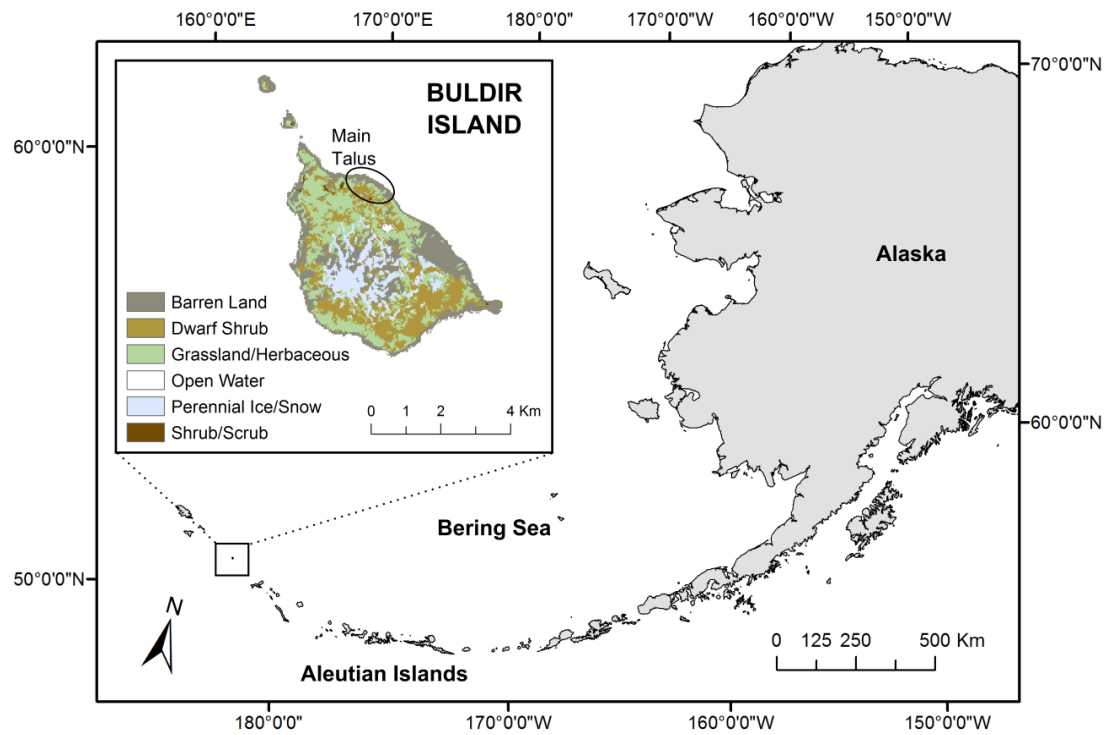 160°0'0"E 170°0'0"E 180°0'0" 170°0'0"W 160°0'0"W 150°0'0"W
70°0'0"N
BULDIR
ISLAND
Main
Talus
60°0'0"N
Alaska
Barren Land
Dwarf Shrub
Grassland/Herbaceous
Open Water
Perennial Ice/Snow
Shrub/Scrub
0 1 2 4 Km
60°0'0"N
Bering Sea
50°0'0"N
N
0 125 250 500 Km
Aleutian Islands
180°0'0" 170°0'0"W 160°0'0"W 150°0'0"W